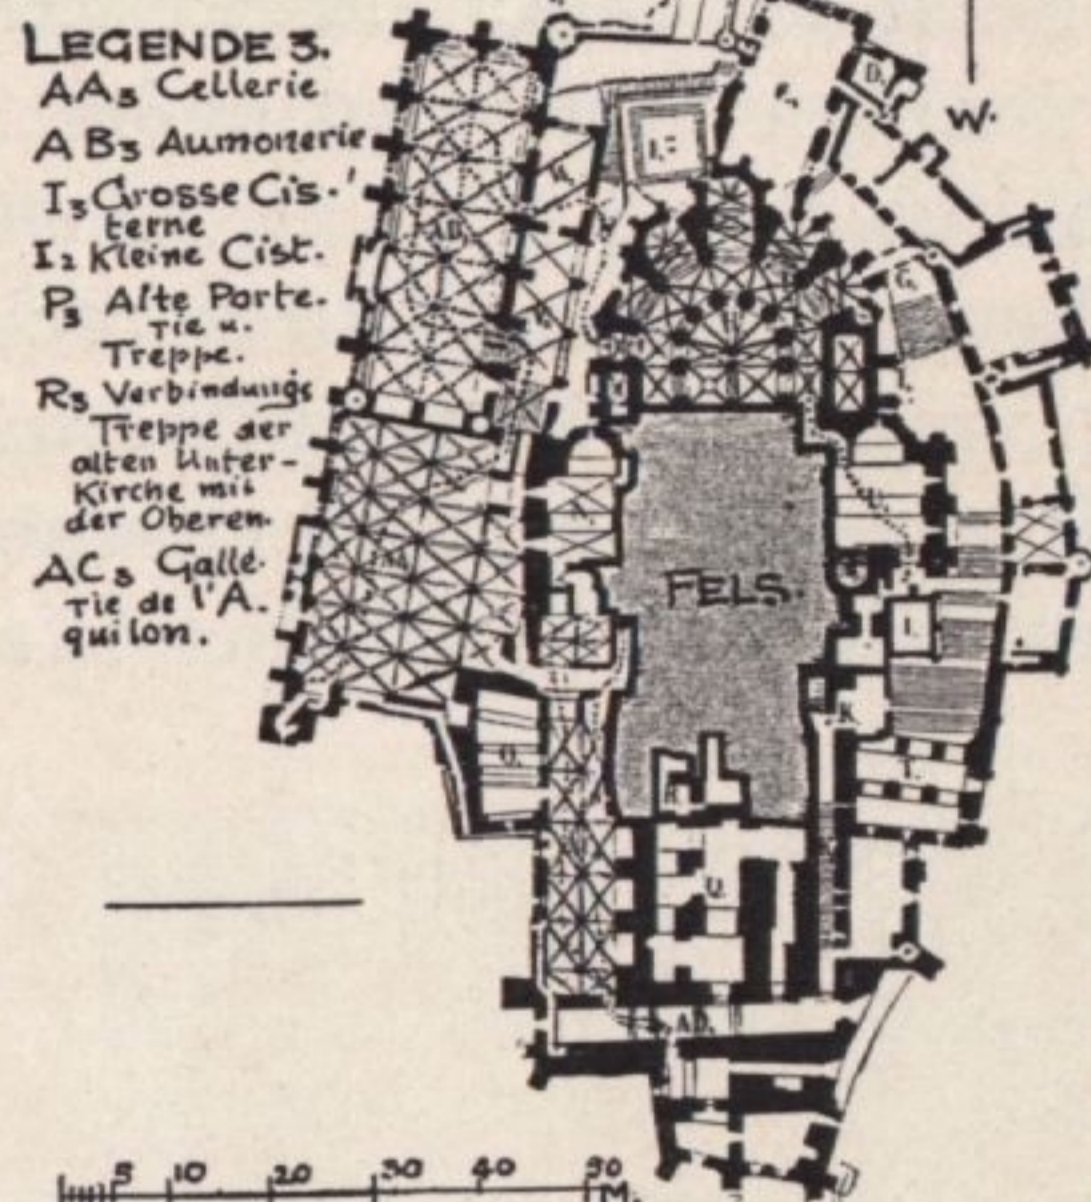 LEGENDE 3.
AA3 Cellerie
AB3 Aumonerie
I3 Grosse Cis-
terne
I2 Kleine Cist.
P3 Alte Porte-
rie u.
Treppe.
R3 Verbindungs
Treppe der
alten Unter-
Kirche mit
der Oberen.
AC3 Galle-
rie de l'A.
quilon.
D.
W.
FELS.
A.D.
5 10 20 30 40 50
M.